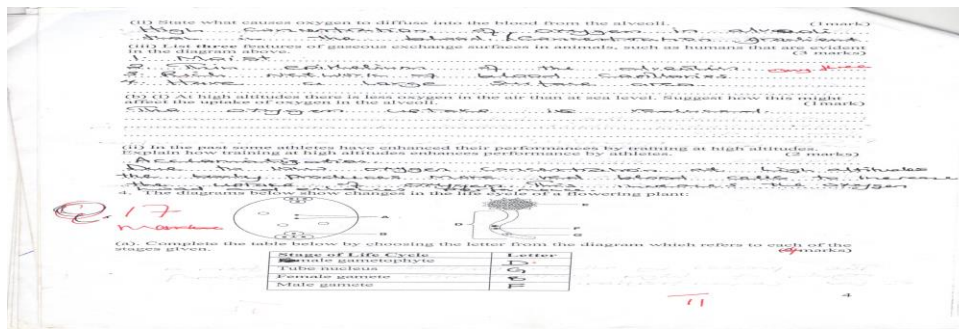 (ii) State what causes oxygen to diffuse into the blood from the alveoli. (1mark)
High concentration of oxygen in alveoli
than in the blood / Concentration gradient
(iii) List three features of gaseous exchange surfaces in animals, such as humans that are evident
in the diagram above. (3 marks)
1. Moist
2. Thin epithelium of the alveolus any three
3. Rich network of blood capillaries
4. Have a large surface area
(b) (i) At high altitudes there is less oxygen in the air than at sea level. Suggest how this might
affect the uptake of oxygen in the alveoli. (1mark)
The oxygen uptake is reduced.
(ii) In the past some athletes have enhanced their performances by training at high altitudes.
Explain how training at high altitudes enhances performance by athletes. (2 marks)
Acclimatization
Due to low oxygen concentration at high altitudes
the body produces more red blood cells to increase
the uptake of oxygen. This increases the oxygen
4. The diagrams below show changes in the life cycle of a flowering plant:
17
marks
A
B
D
E
F
G
(a). Complete the table below by choosing the letter from the diagram which refers to each of the
stages given. (4marks)
Stage of Life Cycle Letter
male gametophyte D
Tube nucleus G
Female gamete B
Male gamete F
11
4